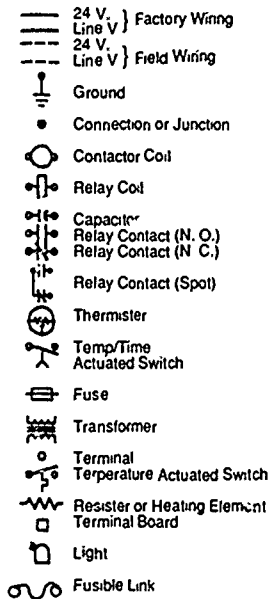 24 V.
Line V } Factory Wiring
24 V.
Line V } Field Wiring
Ground
Connection or Junction
Contactor Coil
Relay Coil
Capacitor
Relay Contact (N. O.)
Relay Contact (N C.)
Relay Contact (Spot)
Thermister
Temp/Time
Actuated Switch
Fuse
Transformer
Terminal
Terperature Actuated Switch
Resister or Heating Element
Terminal Board
Light
Fusible Link